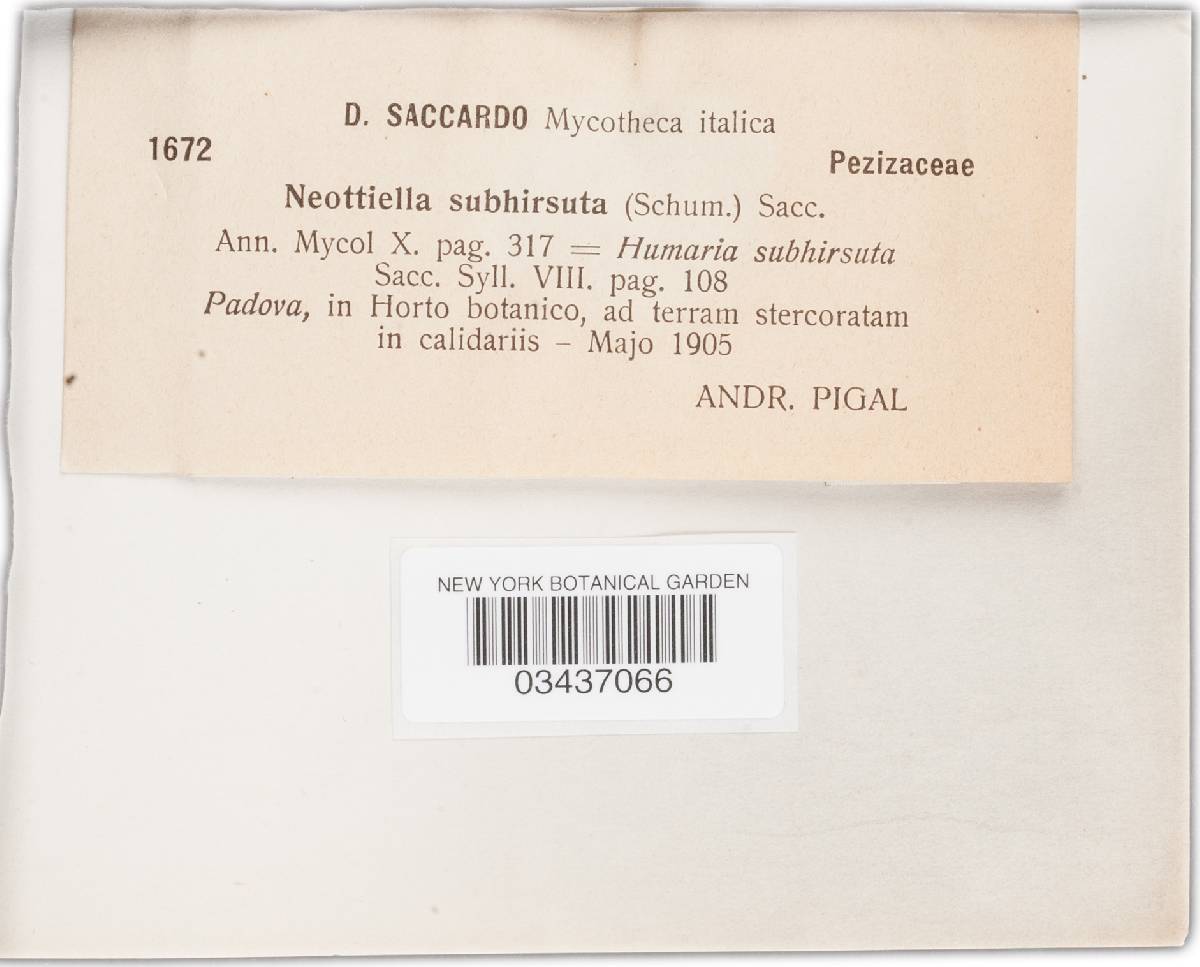 D. SACCARDO Mycotheca italica
1672
Pezizaceae
Neottiella subhirsuta (Schum.) Sacc.
Ann. Mycol X. pag. 317 = Humaria subhirsuta
Sacc. Syll. VIII. pag. 108
Padova, in Horto botanico, ad terram stercoratam
in calidariis – Majo 1905
ANDR. PIGAL
NEW YORK BOTANICAL GARDEN
03437066